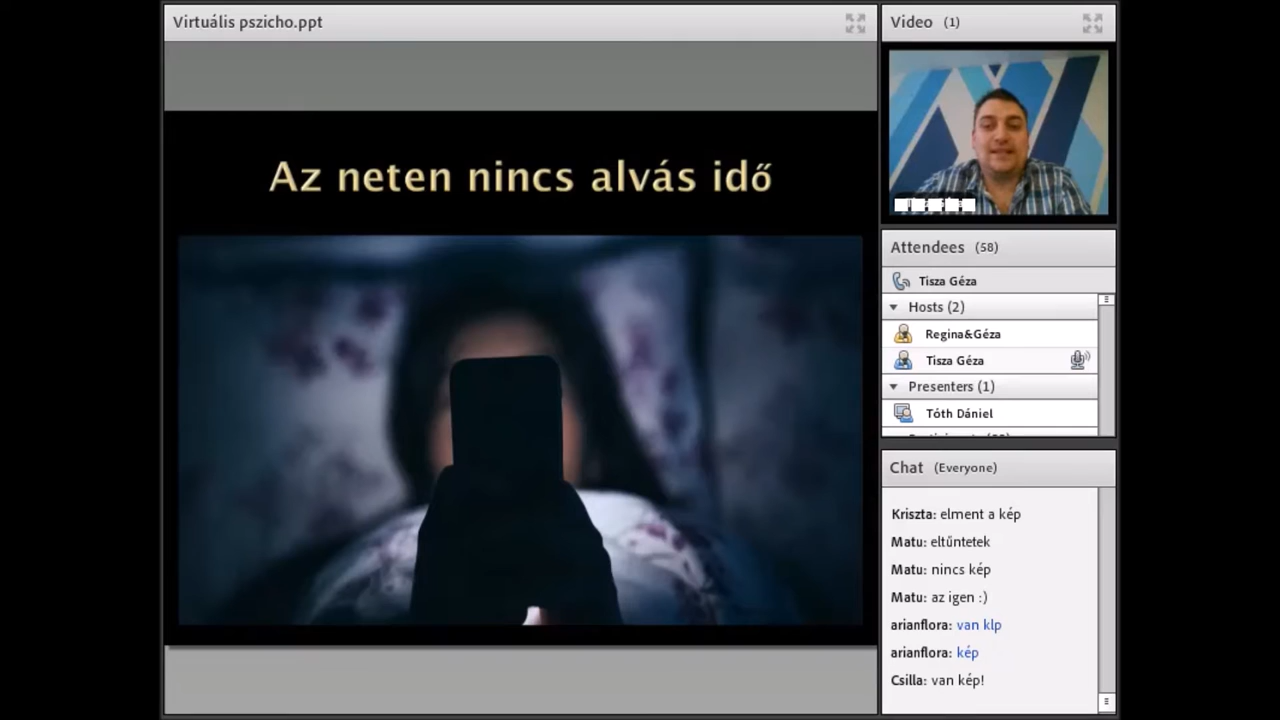 Virtuális pszicho.ppt
Az neten nincs alvás idő
Video (1)
Attendees (58)
Tisza Géza
Hosts (2)
Regina&Géza
Tisza Géza
Presenters (1)
Tóth Dániel
Chat (Everyone)
Kriszta: elment a kép
Matu: eltűntetek
Matu: nincs kép
Matu: az igen :)
arianflora: van klp
arianflora: kép
Csilla: van kép!